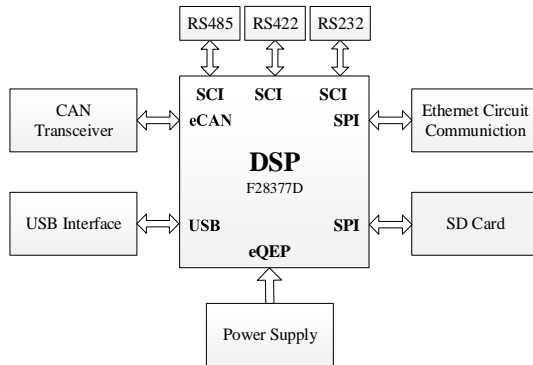 RS485 RS422 RS232
SCI SCI SCI
CAN
Transceiver
eCAN
SPI
Ethernet Circuit
Communiction
DSP
F28377D
USB Interface
USB
SPI
SD Card
eQEP
Power Supply